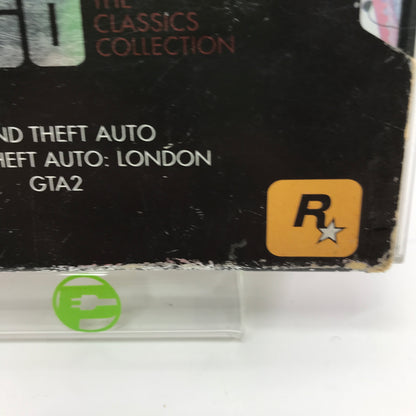 THE
CLASSICS
COLLECTION
ND THEFT AUTO
HEFT AUTO: LONDON
GTA2
R